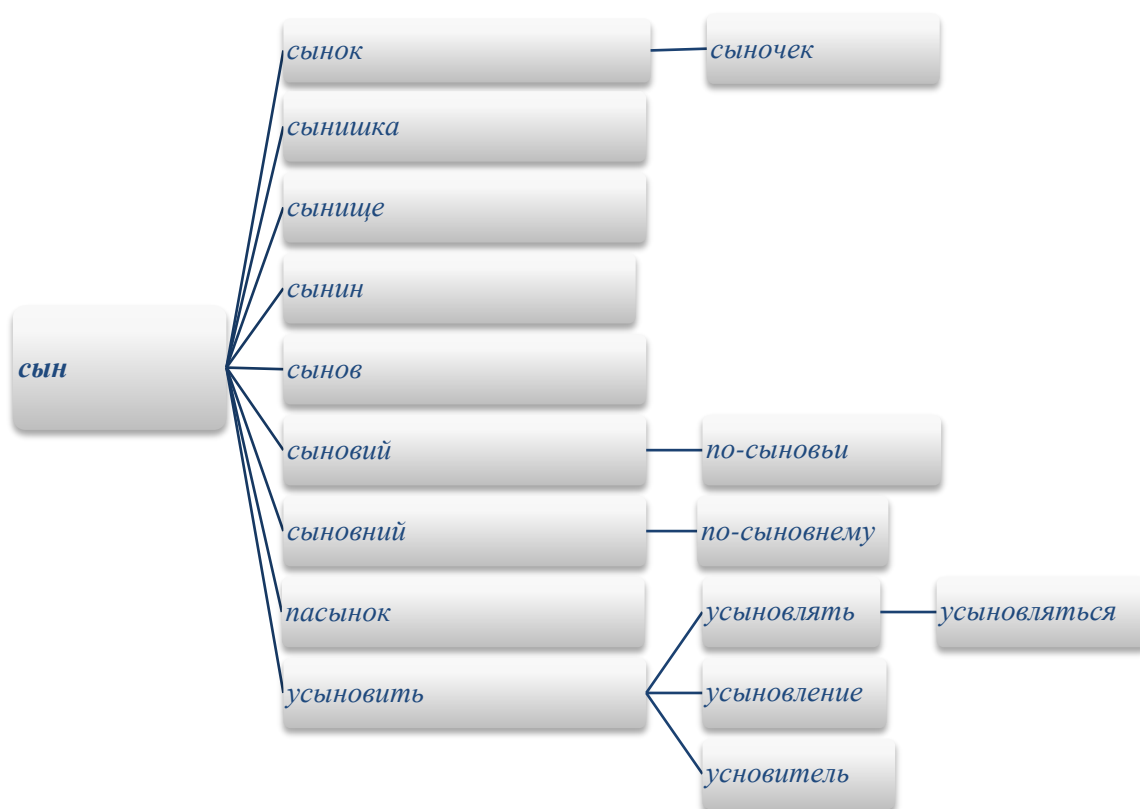 сынок
сыночек
сынишка
сынище
сынин
сын
сынов
сыновий
по-сыновьи
сыновний
по-сыновнему
пасынок
усыновлять
усыновляться
усыновить
усыновление
усновитель